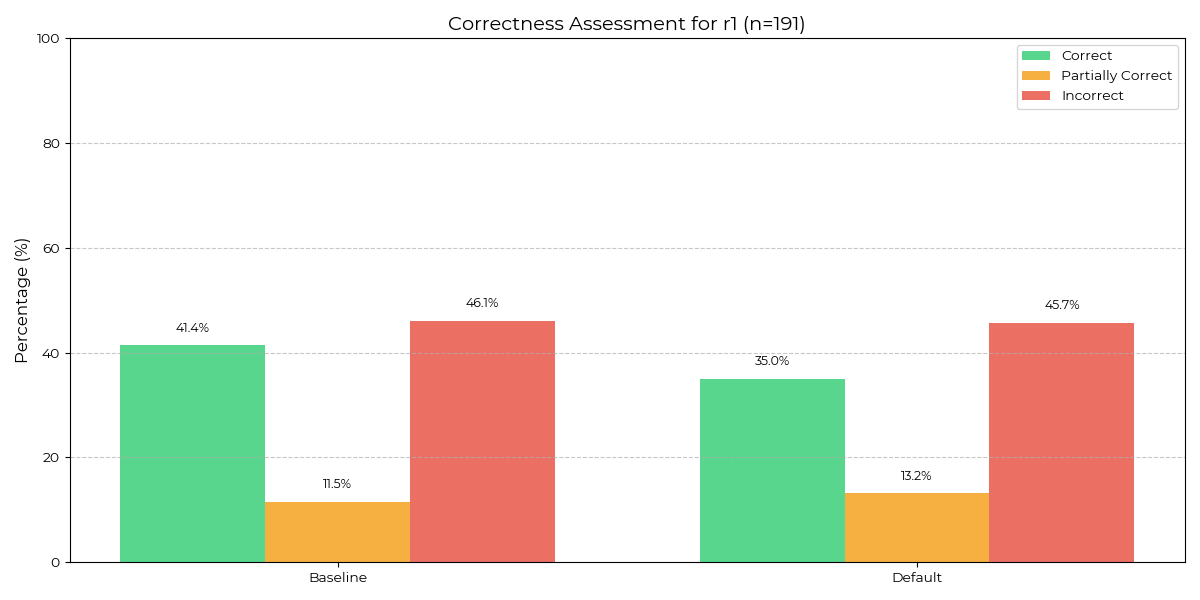 Correctness Assessment for r1 (n=191)
Correct
Partially Correct
Incorrect
Percentage (%)
100
80
60
40
20
0
41.4%
11.5%
46.1%
35.0%
13.2%
45.7%
Baseline
Default